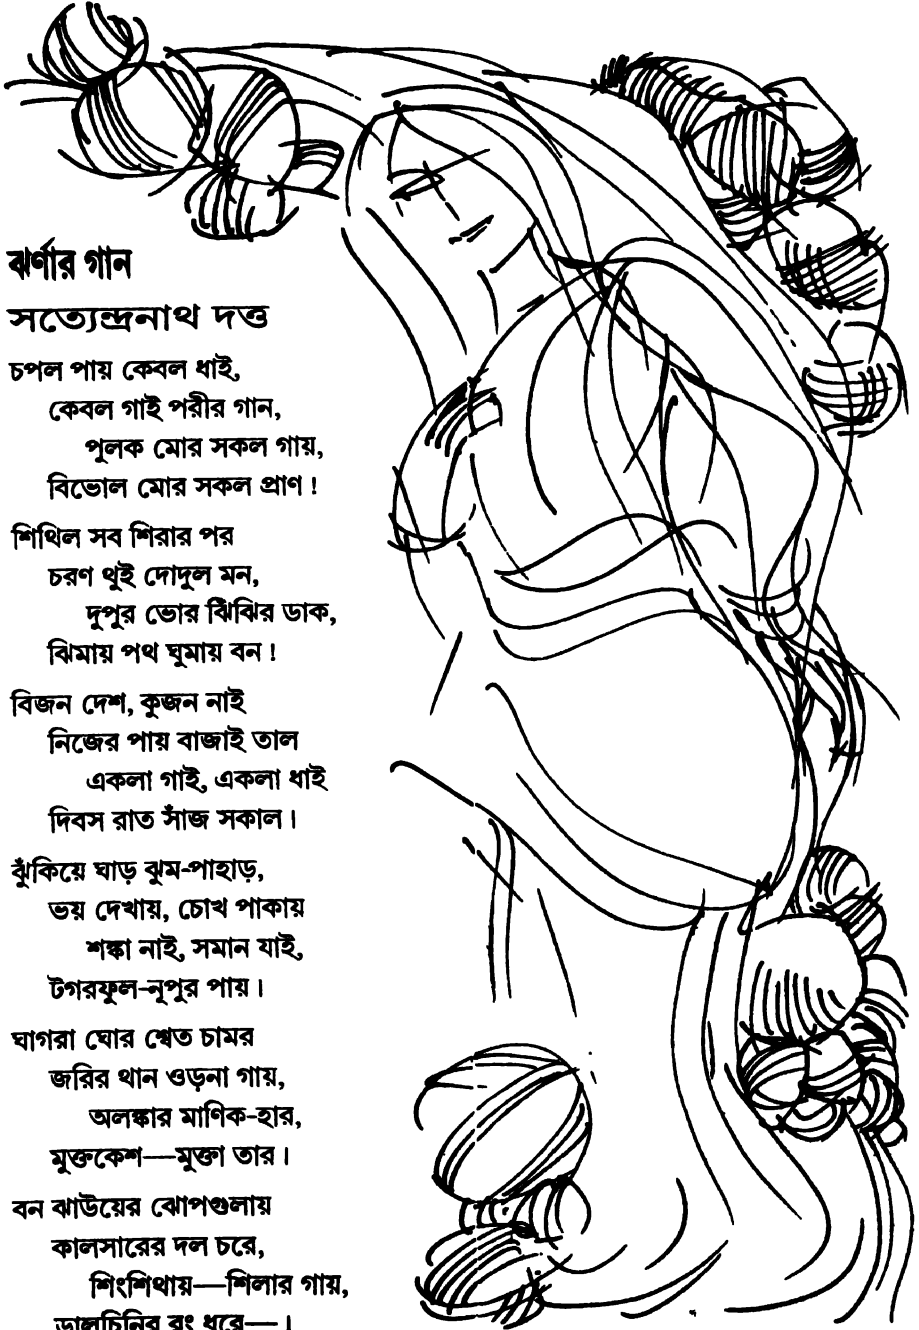 ঝর্ণার গান
সত্যেন্দ্রনাথ দত্ত
চপল পায় কেবল ধাই,
কেবল গাই পরীর গান,
পুলক মোর সকল গায়,
বিভোল মোর সকল প্রাণ!
শিথিল সব শিরার পর
চরণ থুই দোদুল মন,
দুপুর ভোর ঝিঁঝির ডাক,
ঝিমায় পথ ঘুমায় বন!
বিজন দেশ, কুজন নাই
নিজের পায় বাজাই তাল
একলা গাই, একলা ধাই
দিবস রাত সাঁজ সকাল।
ঝুঁকিয়ে ঘাড় ঝুম-পাহাড়,
ভয় দেখায়, চোখ পাকায়
শঙ্কা নাই, সমান যাই,
টগরফুল-নূপুর পায়।
ঘাগরা ঘোর শ্বেত চামর
জরির থান ওড়না গায়,
অলঙ্কার মাণিক-হার,
মুক্তকেশ—মুক্তা তার।
বন ঝাউয়ের ঝোপগুলায়
কালসারের দল চরে,
শিংশিথায়—শিলার গায়,
ডালচিনির রং ধরে—।